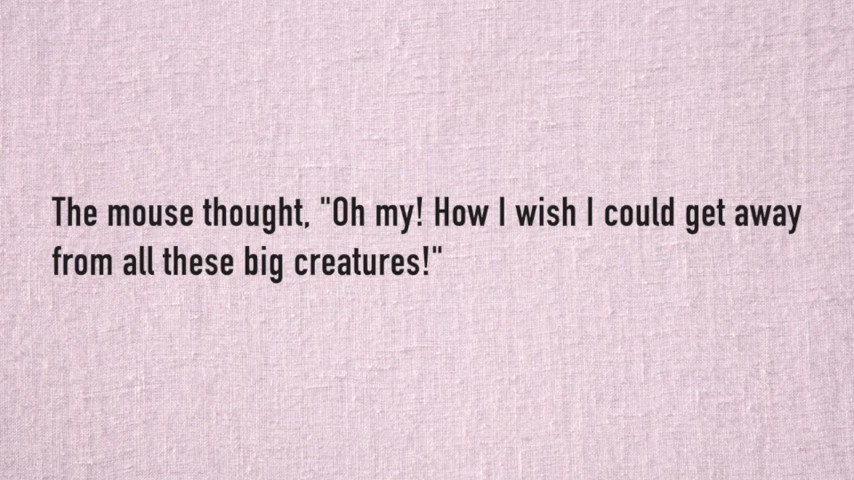 The mouse thought, "Oh my! How I wish I could get away
from all these big creatures!"